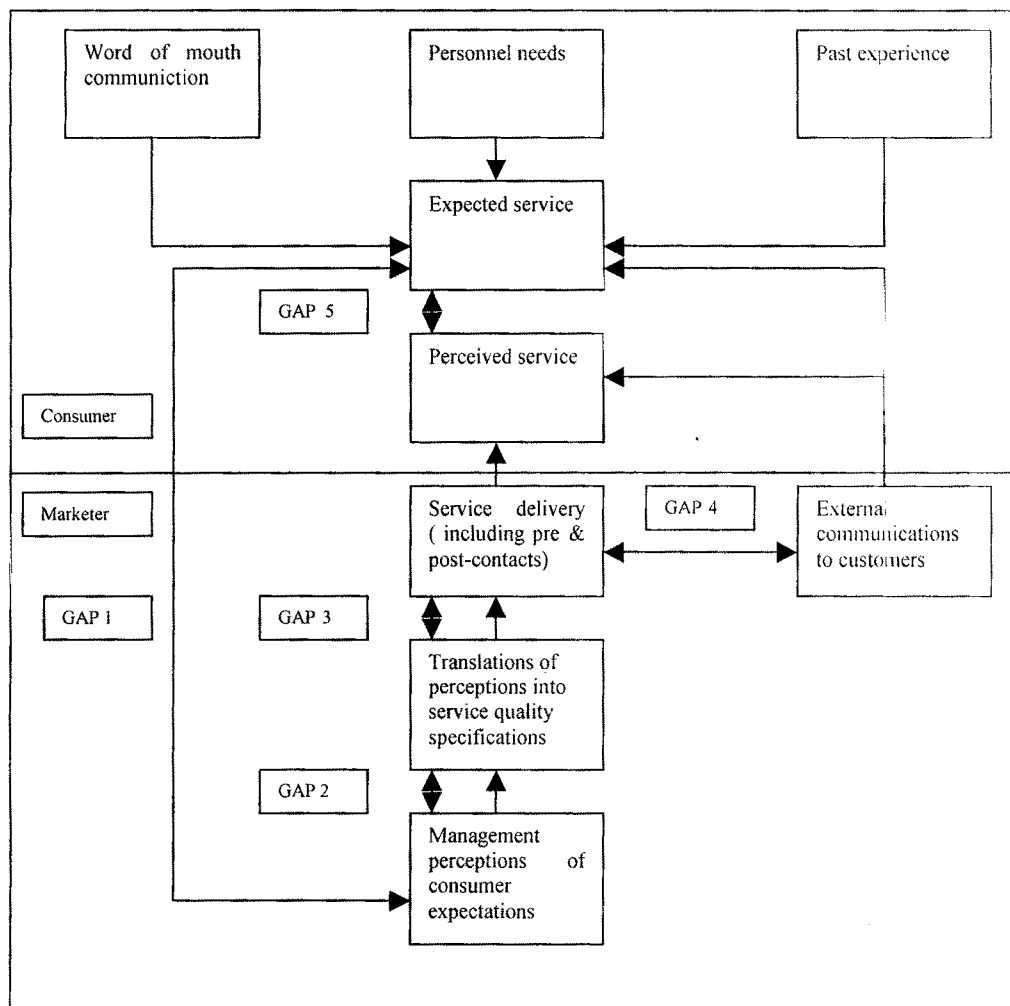 Word of mouth
communiction
Personnel needs
Past experience
Expected service
GAP 5
Perceived service
Consumer
Marketer
Service delivery
( including pre &
post-contacts)
GAP 4
External
communications
to customers
GAP 1
GAP 3
Translations of
perceptions into
service quality
specifications
GAP 2
Management
perceptions of
consumer
expectations